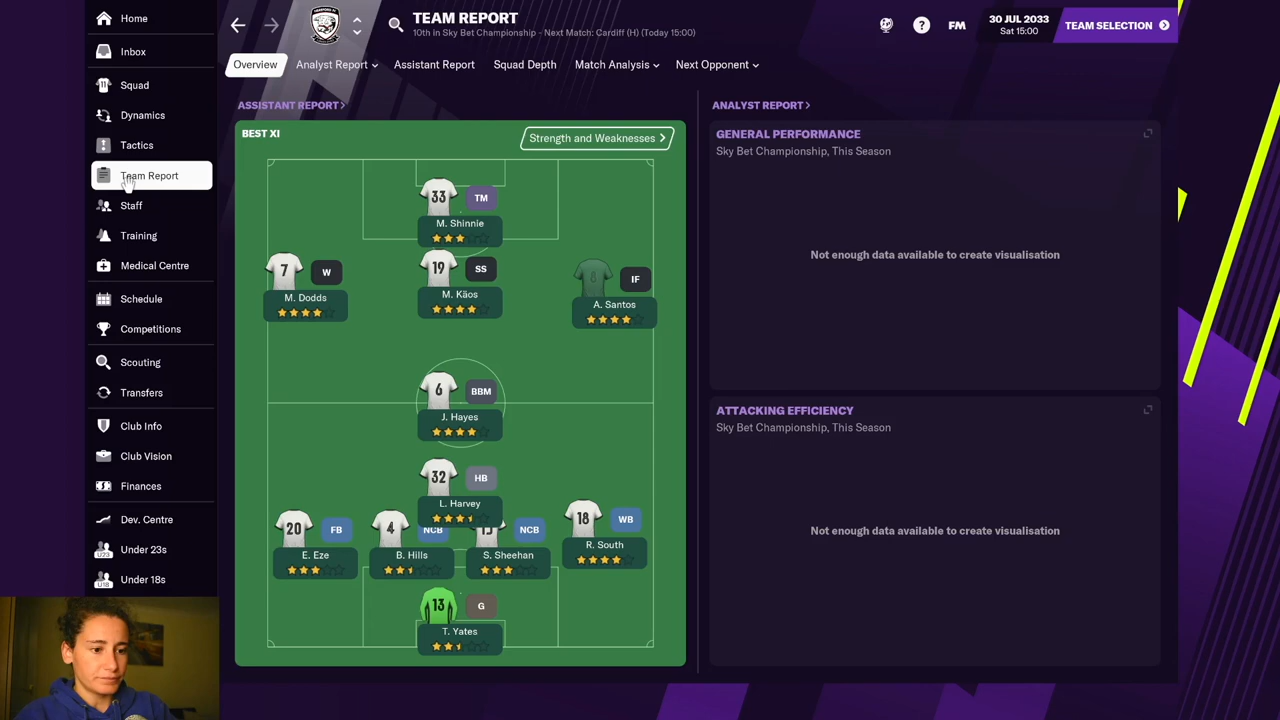 Home
Inbox
Squad
Dynamics
Tactics
Team Report
Staff
Training
Medical Centre
Schedule
Competitions
Scouting
Transfers
Club Info
Club Vision
Finances
Dev. Centre
Under 23s
Under 18s
TEAM REPORT
10th in Sky Bet Championship - Next Match: Cardiff (H) (Today 15:00)
FM
30 JUL 2033
Sat 15:00
TEAM SELECTION
Overview
Analyst Report
Assistant Report
Squad Depth
Match Analysis
Next Opponent
ASSISTANT REPORT>
BEST XI
Strength and Weaknesses >
33 TM
M. Shinnie
7 W
M. Dodds
19 SS
M. Käos
8 IF
A. Santos
6 BBM
J. Hayes
32 HB
L. Harvey
20 FB
E. Eze
4 NCB
B. Hills
NCB
S. Sheehan
18 WB
R. South
13 G
T. Yates
ANALYST REPORT>
GENERAL PERFORMANCE
Sky Bet Championship, This Season
Not enough data available to create visualisation
ATTACKING EFFICIENCY
Sky Bet Championship, This Season
Not enough data available to create visualisation